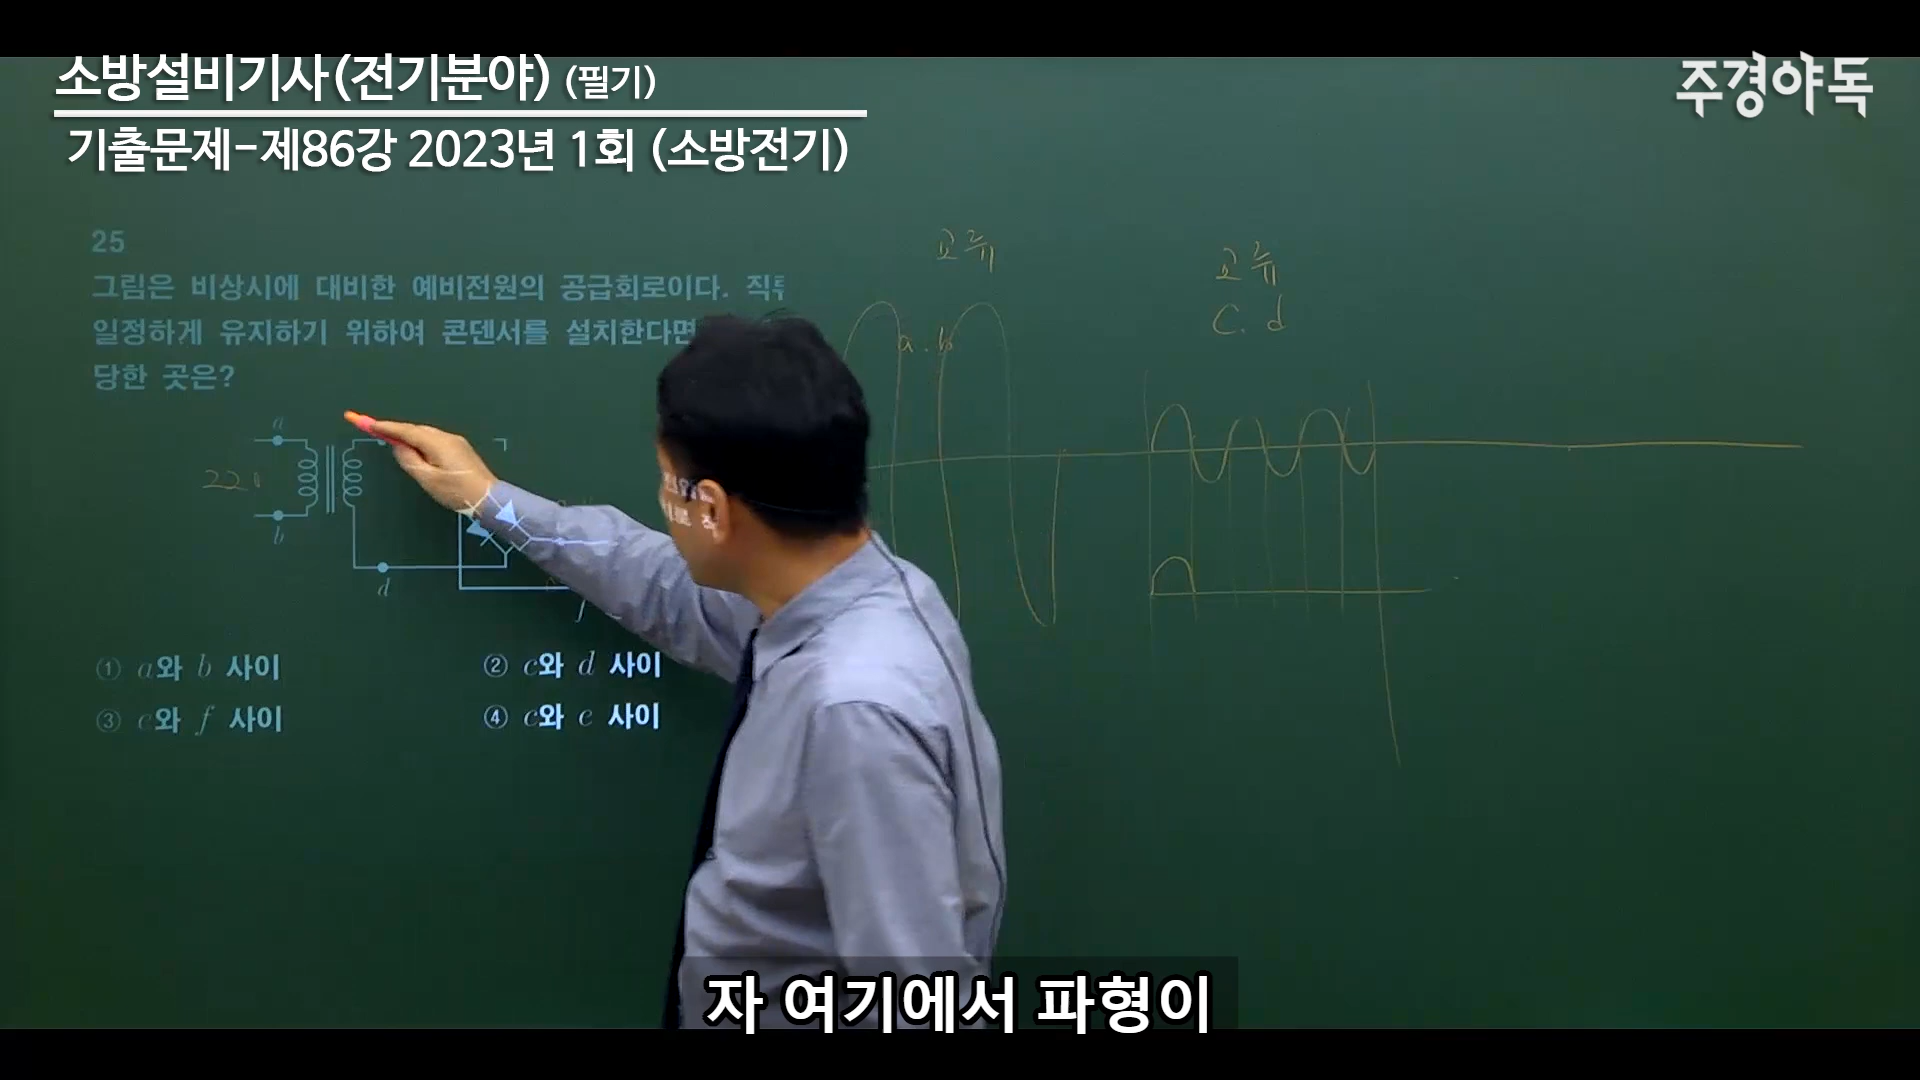 소방설비기사(전기분야) (필기)
주경야독
기출문제-제86강 2023년 1회 (소방전기)
25
그림은 비상시에 대비한 예비전원의 공급회로이다. 직류
일정하게 유지하기 위하여 콘덴서를 설치한다면
당한 곳은?
a
b
220
d
f
① a와 b 사이
② c와 d 사이
③ e와 f 사이
④ c와 e 사이
교류
a. b
교류
C. d
자 여기에서 파형이